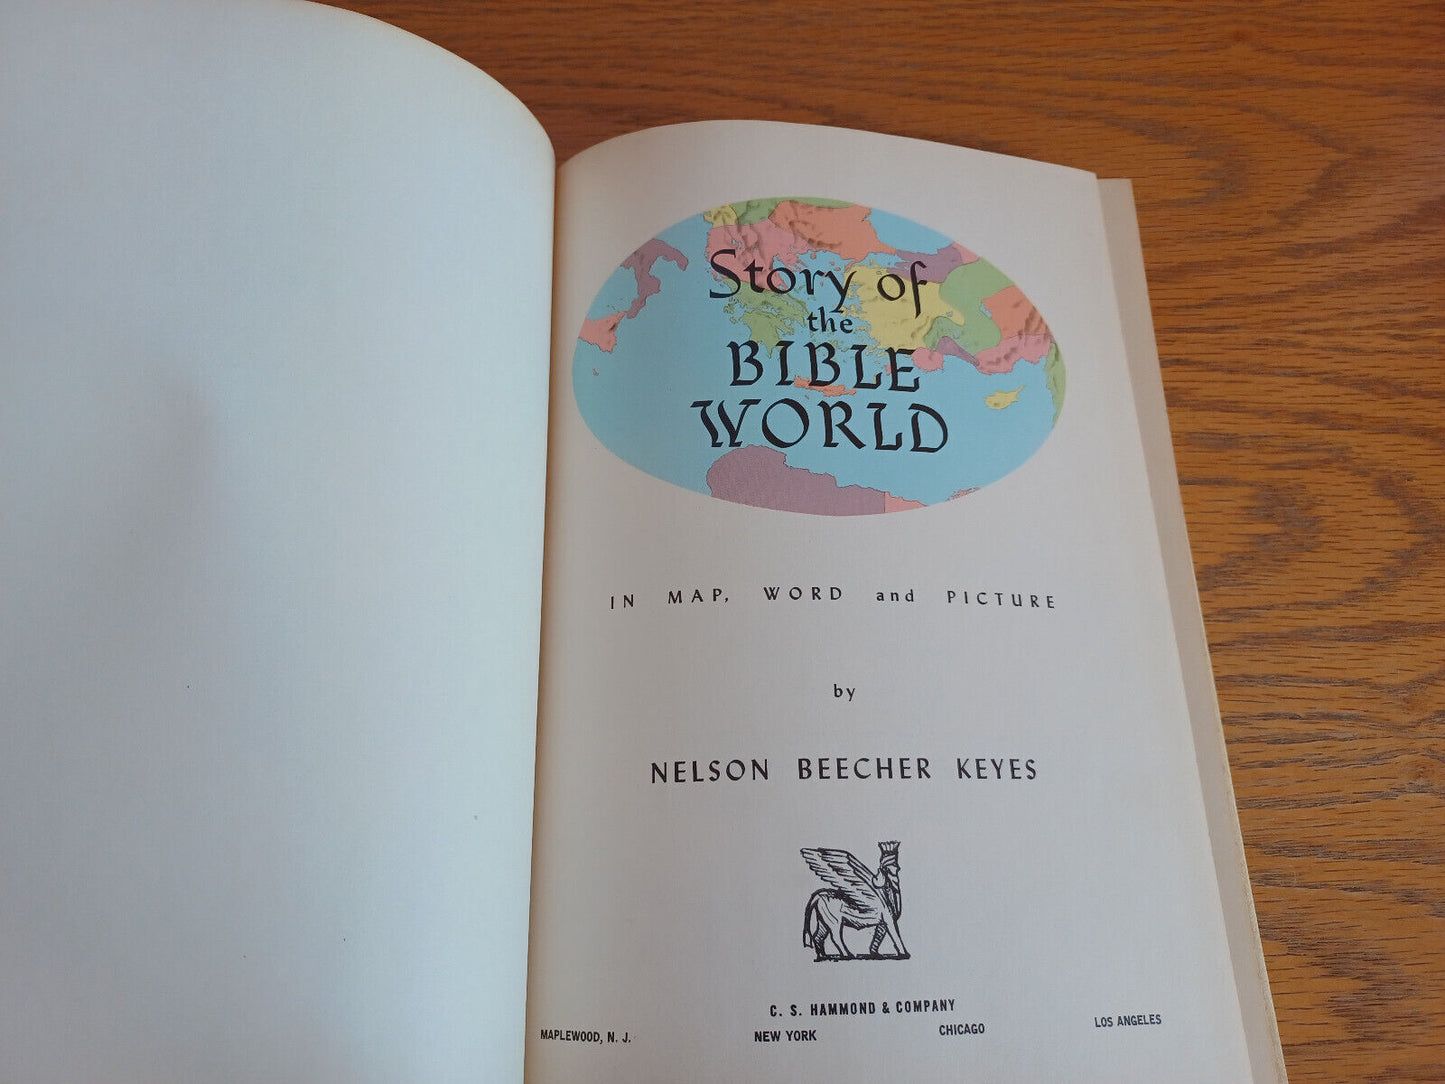 Story of
the
BIBLE
WORLD
IN MAP, WORD and PICTURE
by
NELSON BEECHER KEYES
C. S. HAMMOND & COMPANY
MAPLEWOOD, N. J. NEW YORK CHICAGO LOS ANGELES